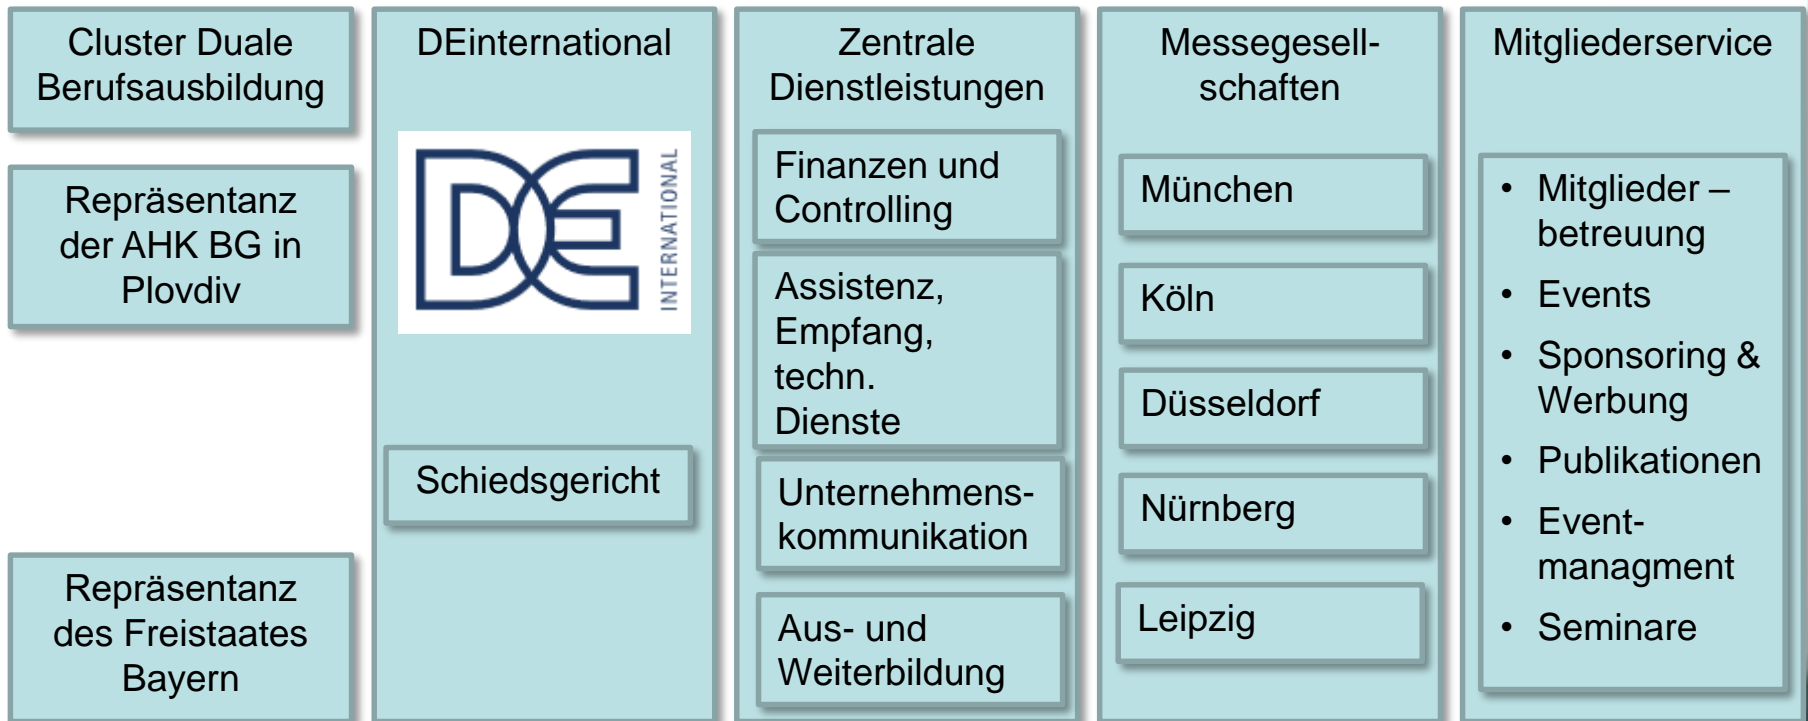 Cluster Duale
Berufsausbildung
Repräsentanz
der AHK BG in
Plovdiv
Repräsentanz
des Freistaates
Bayern
DEinternational
DE
INTERNATIONAL
Schiedsgericht
Zentrale
Dienstleistungen
Finanzen und
Controlling
Assistenz,
Empfang,
techn.
Dienste
Unternehmens-
kommunikation
Aus- und
Weiterbildung
Messegesell-
schaften
München
Köln
Düsseldorf
Nürnberg
Leipzig
Mitgliederservice
• Mitglieder –
betreuung
• Events
• Sponsoring &
Werbung
• Publikationen
• Event-
managment
• Seminare